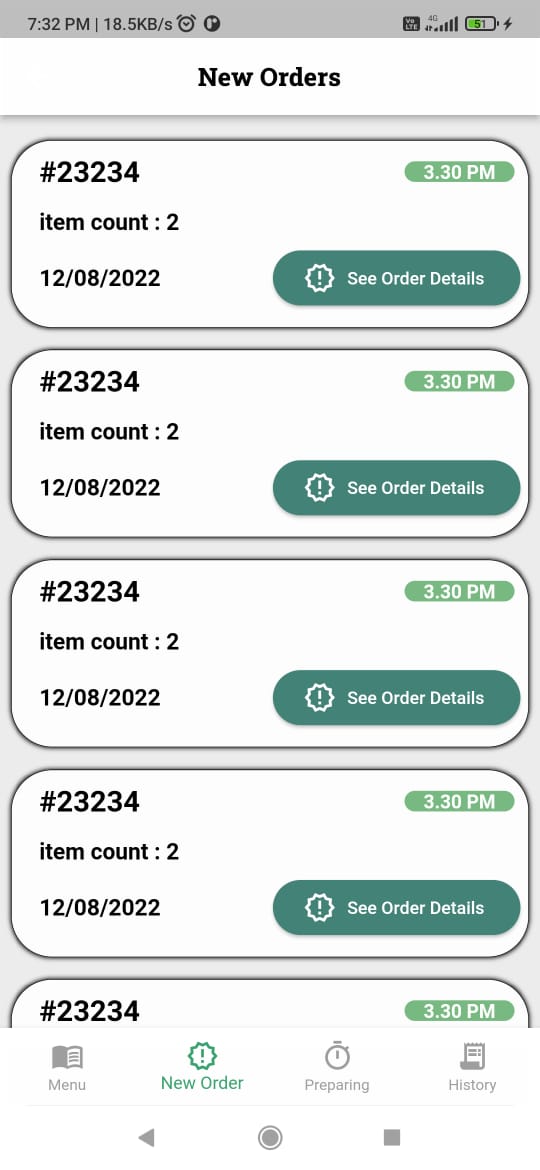 7:32 PM | 18.5KB/s
Vo LTE 4G 51
New Orders
#23234 3.30 PM
item count : 2
12/08/2022 See Order Details
#23234 3.30 PM
item count : 2
12/08/2022 See Order Details
#23234 3.30 PM
item count : 2
12/08/2022 See Order Details
#23234 3.30 PM
item count : 2
12/08/2022 See Order Details
#23234 3.30 PM
Menu New Order Preparing History